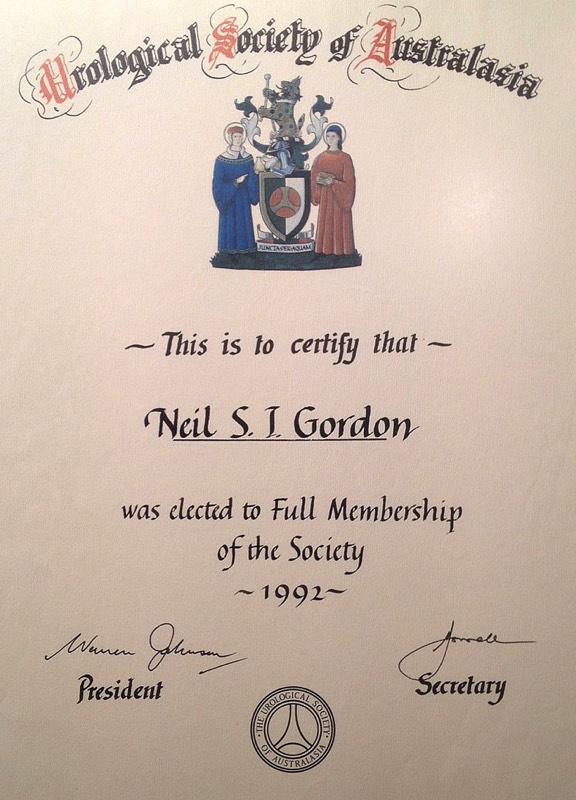 Urological Society of Australasia
JUNCTA·PER·AQUAM
~ This is to certify that ~
Neil S. I. Gordon
was elected to Full Membership
of the Society
~ 1992 ~
Warren Johnson
President
Secretary
· THE UROLOGICAL SOCIETY · OF AUSTRALASIA